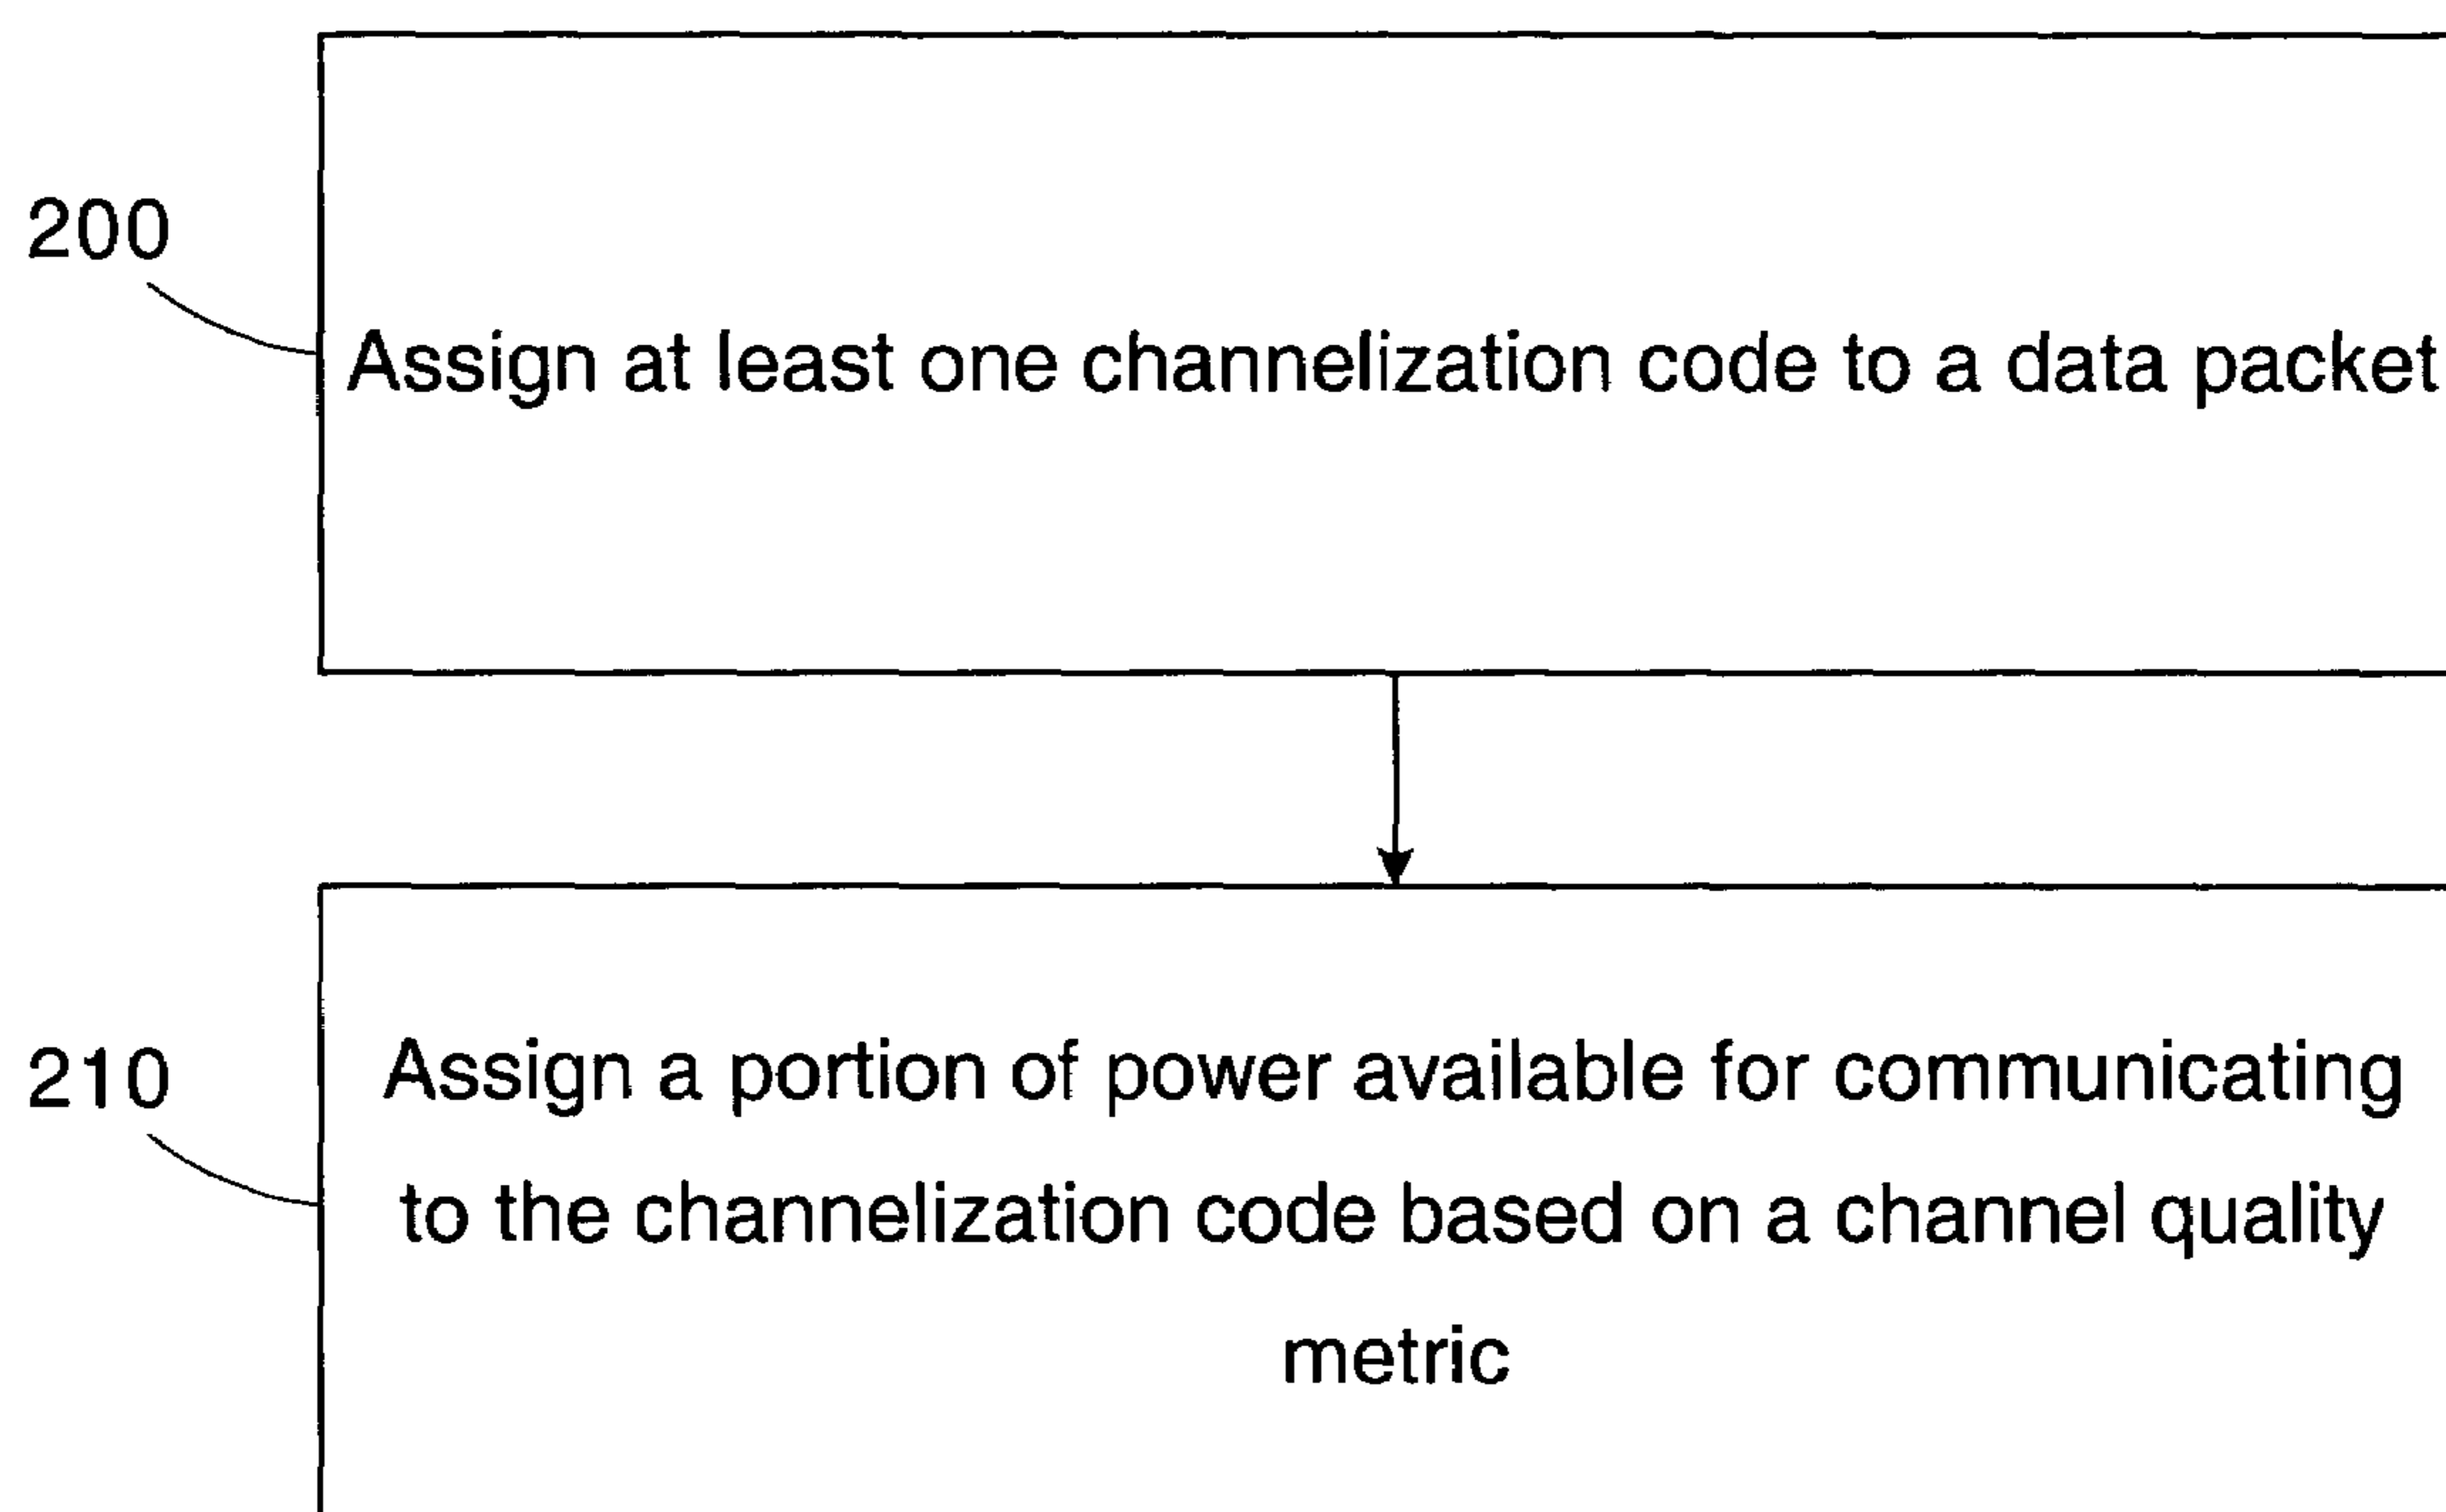 200
Assign at least one channelization code to a data packet
210
Assign a portion of power available for communicating
to the channelization code based on a channel quality
metric